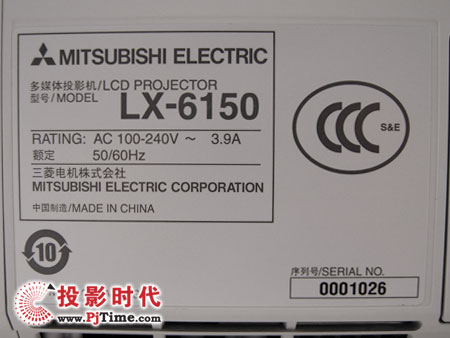 MITSUBISHI ELECTRIC
多媒体投影机/LCD PROJECTOR
型号/MODEL LX-6150
RATING: AC 100-240V ～ 3.9A
额定 50/60Hz
三菱电机株式会社
MITSUBISHI ELECTRIC CORPORATION
中国制造/MADE IN CHINA
CCC S&E
10
序列号/SERIAL NO.
0001026
投影时代
www.PjTime.com